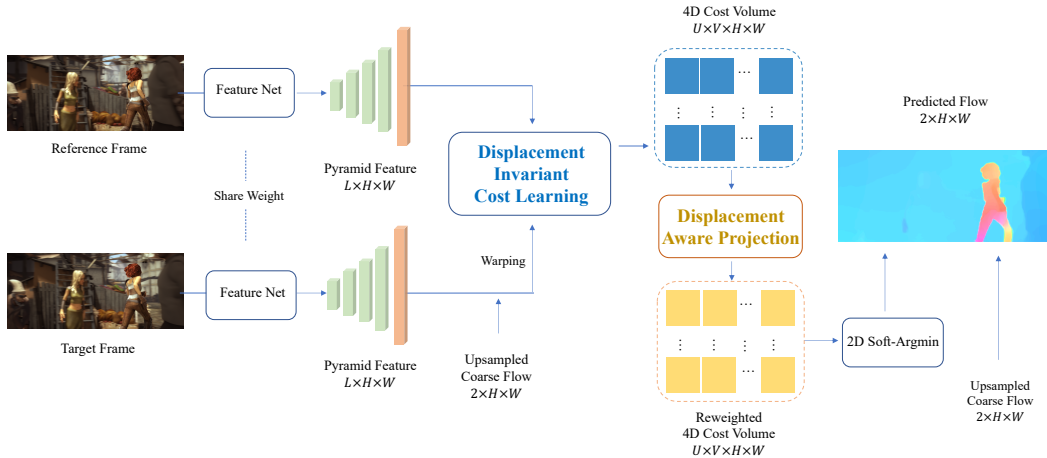 Reference Frame
Feature Net
Pyramid Feature
L×H×W
Share Weight
Target Frame
Feature Net
Pyramid Feature
L×H×W
Displacement
Invariant
Cost Learning
Warping
Upsampled
Coarse Flow
2×H×W
4D Cost Volume
U×V×H×W
...
...
Displacement
Aware Projection
...
...
Reweighted
4D Cost Volume
U×V×H×W
2D Soft-Argmin
Predicted Flow
2×H×W
Upsampled
Coarse Flow
2×H×W